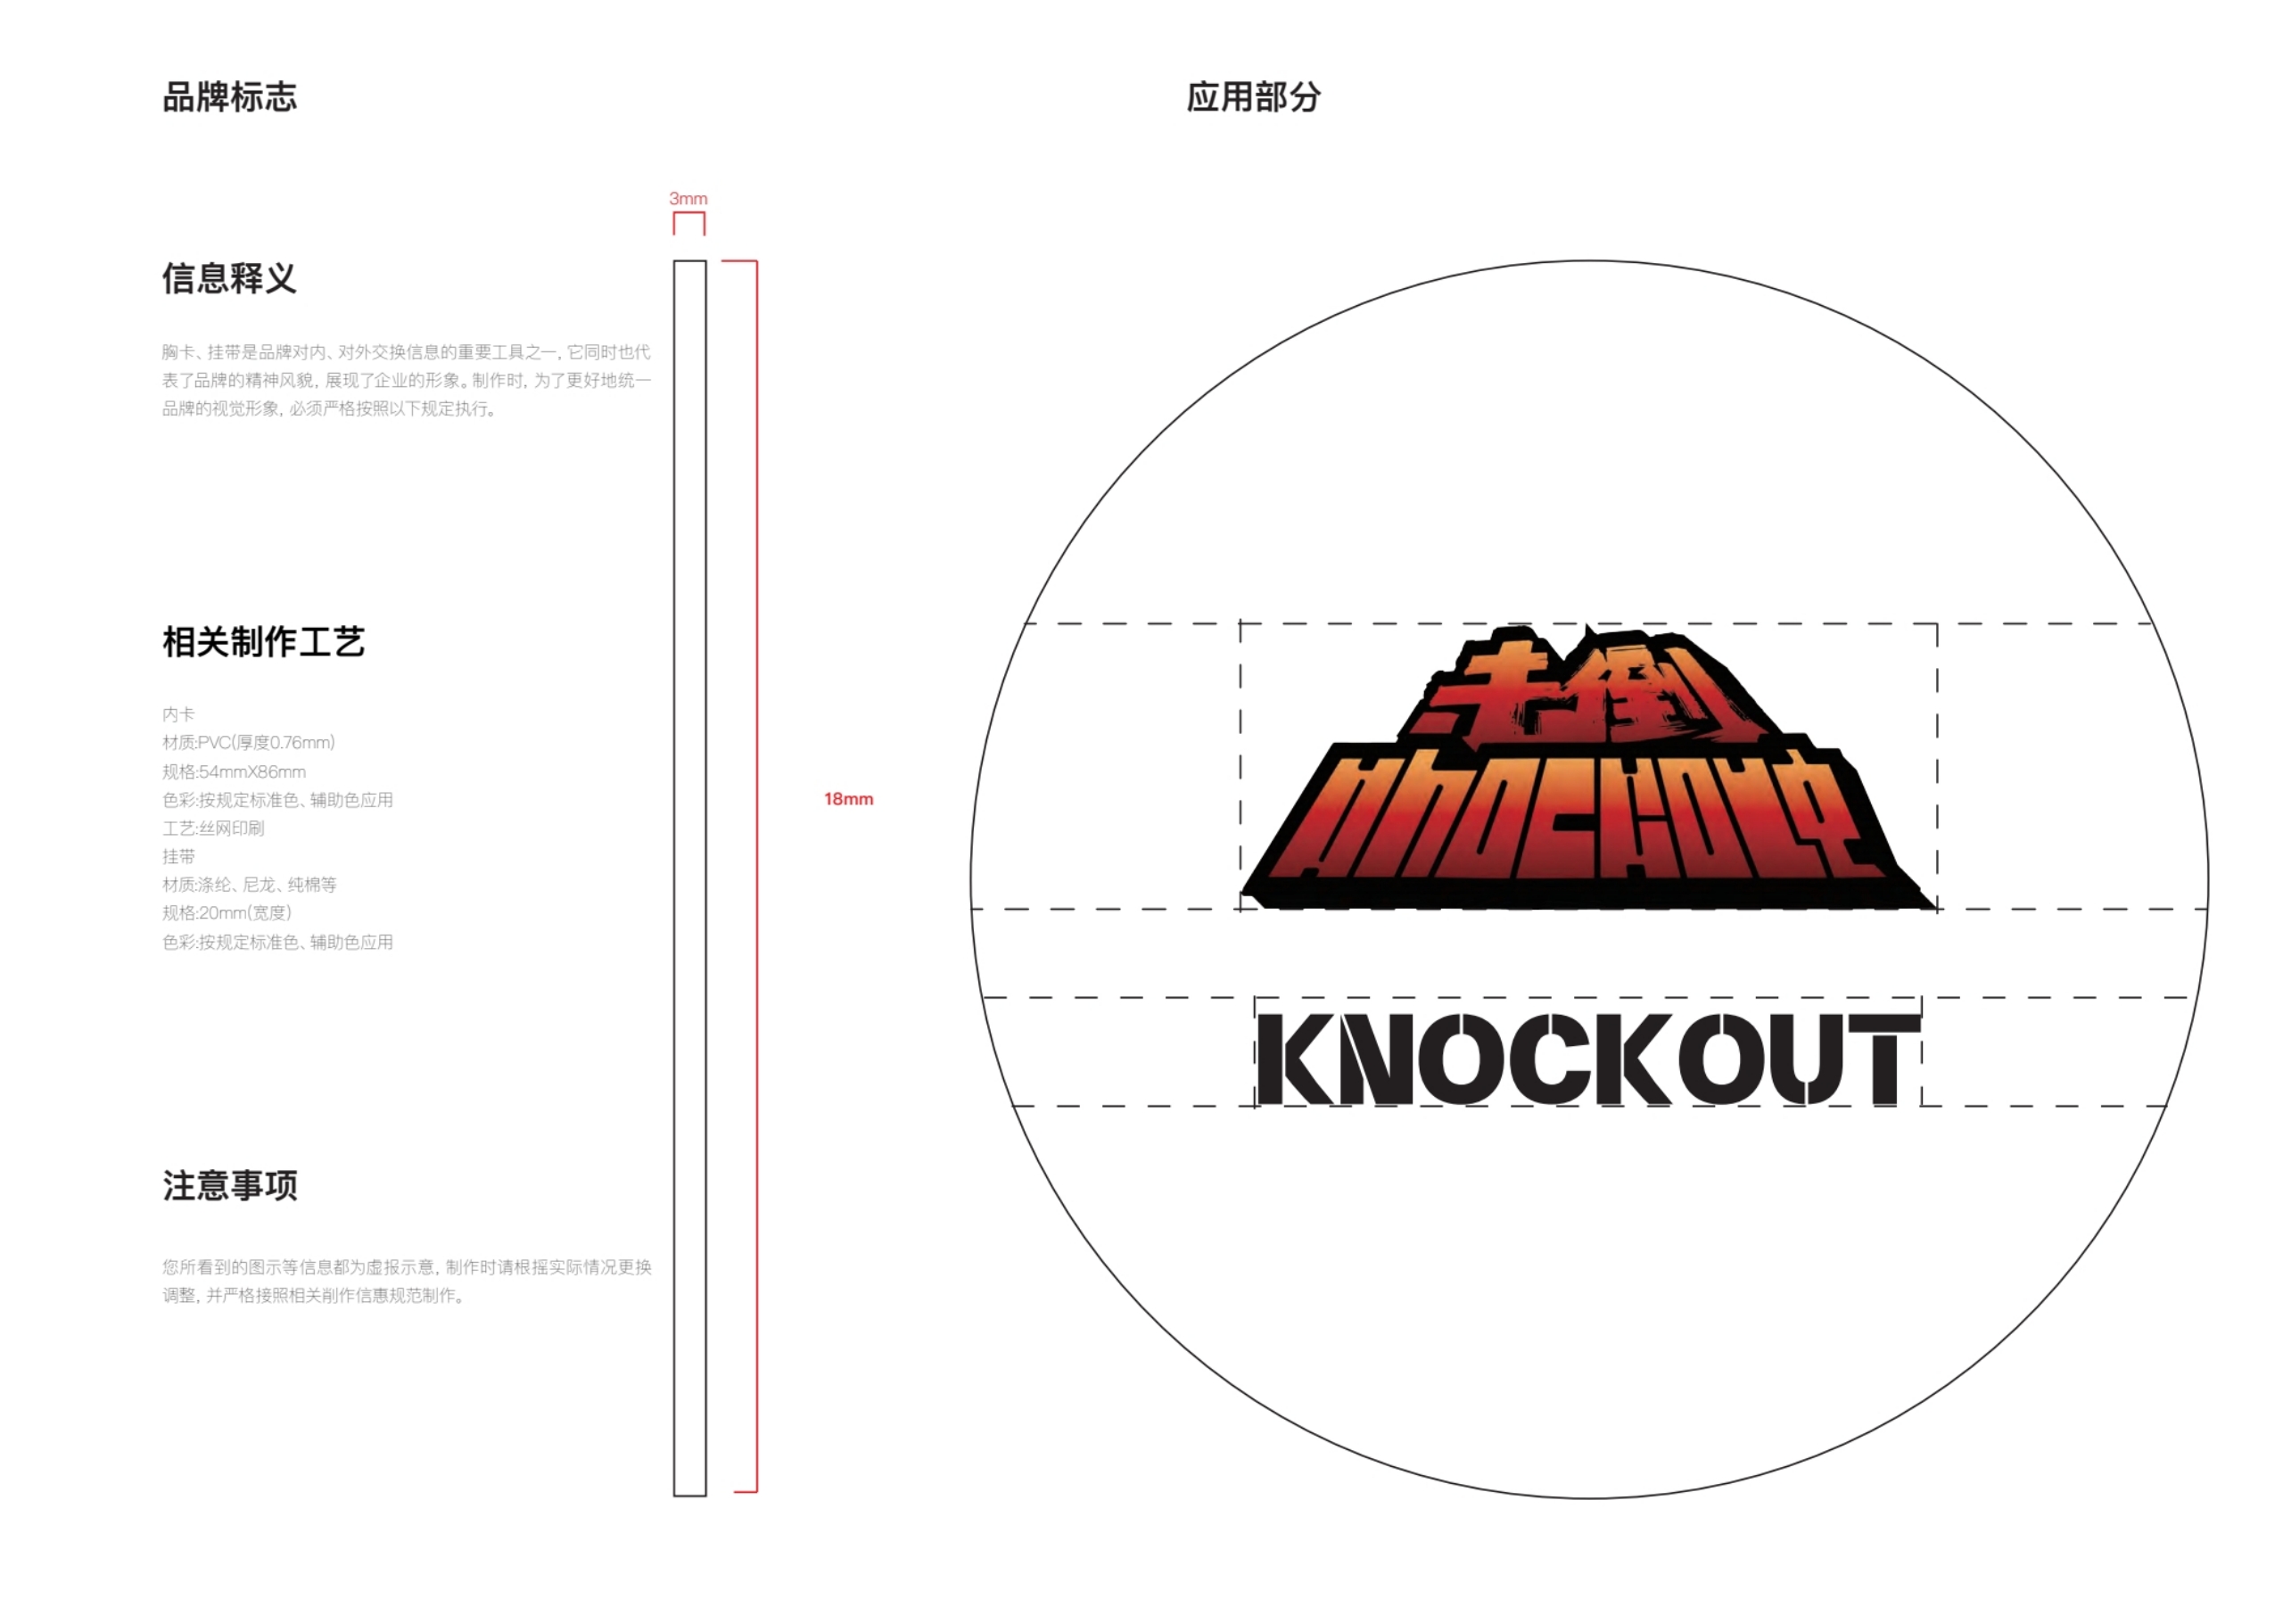 品牌标志
应用部分
3mm
信息释义
胸卡、挂带是品牌对内、对外交换信息的重要工具之一, 它同时也代
表了品牌的精神风貌, 展现了企业的形象。制作时, 为了更好地统一
品牌的视觉形象, 必须严格按照以下规定执行。
相关制作工艺
内卡
材质:PVC(厚度0.76mm)
规格:54mmX86mm
色彩:按规定标准色、辅助色应用
工艺:丝网印刷
挂带
材质:涤纶、尼龙、纯棉等
规格:20mm(宽度)
色彩:按规定标准色、辅助色应用
18mm
KNOCKOUT
注意事项
您所看到的图示等信息都为虚报示意, 制作时请根摇实际情况更换
调整, 并严格接照相关削作信惠规范制作。